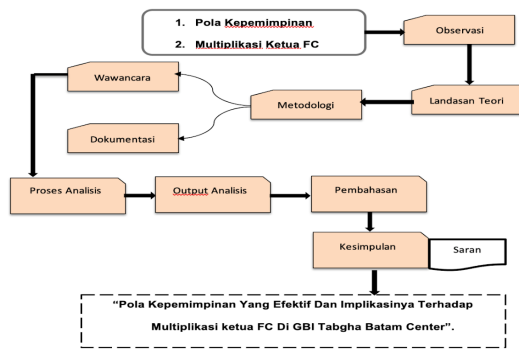 1. Pola Kepemimpinan
2. Multiplikasi Ketua FC
Observasi
Wawancara
Metodologi
Landasan Teori
Dokumentasi
Proses Analisis
Output Analisis
Pembahasan
Kesimpulan
Saran
“Pola Kepemimpinan Yang Efektif Dan Implikasinya Terhadap
Multiplikasi ketua FC Di GBI Tabgha Batam Center”.